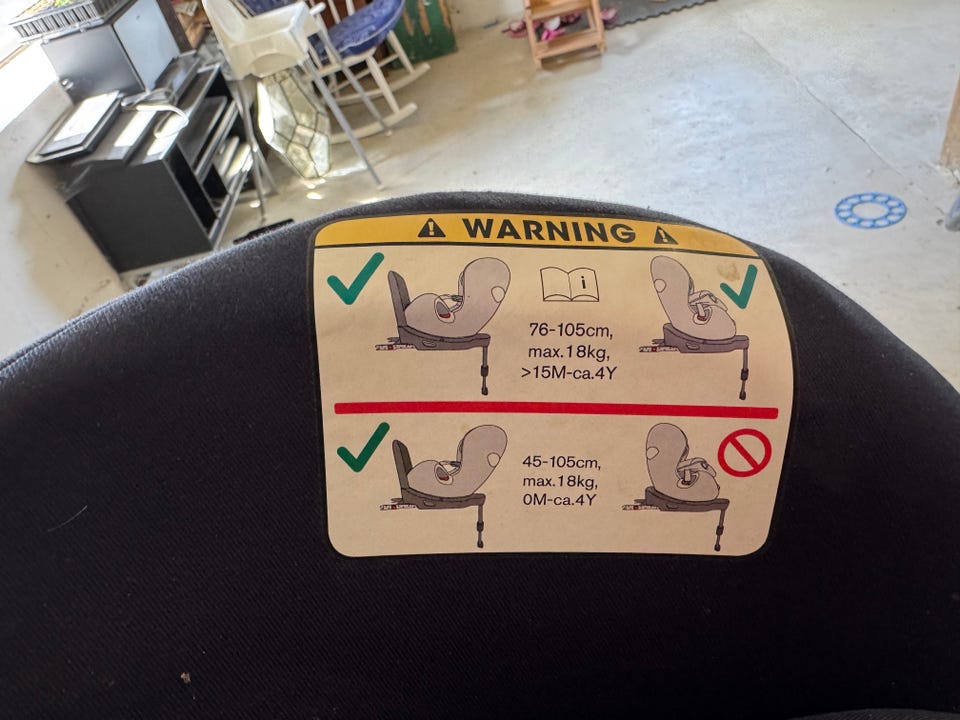 WARNING
i
76-105cm,
max.18kg,
>15M-ca.4Y
45-105cm,
max.18kg,
0M-ca.4Y